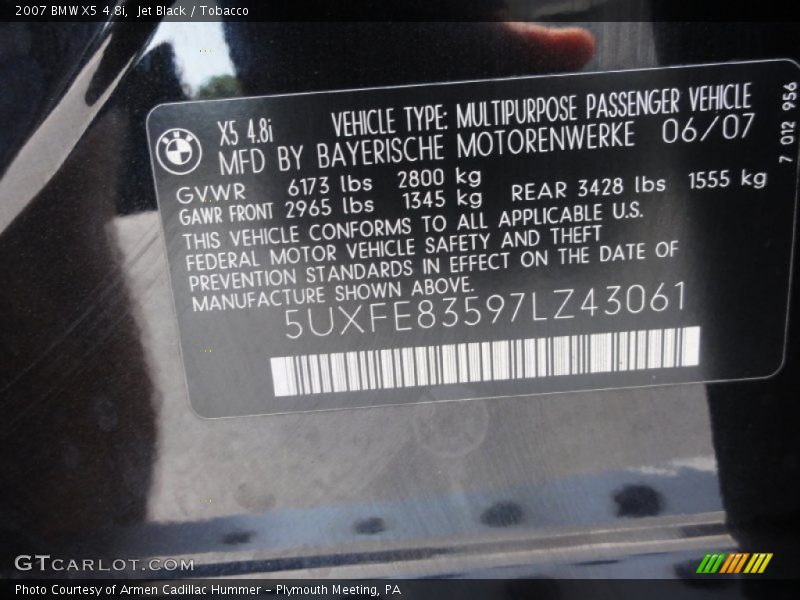 2007 BMW X5 4.8i, Jet Black / Tobacco
X5 4.8i VEHICLE TYPE: MULTIPURPOSE PASSENGER VEHICLE
MFD BY BAYERISCHE MOTORENWERKE 06/07
7 012 956
GVWR 6173 lbs 2800 kg
GAWR FRONT 2965 lbs 1345 kg REAR 3428 lbs 1555 kg
THIS VEHICLE CONFORMS TO ALL APPLICABLE U.S.
FEDERAL MOTOR VEHICLE SAFETY AND THEFT
PREVENTION STANDARDS IN EFFECT ON THE DATE OF
MANUFACTURE SHOWN ABOVE.
5UXFE83597LZ43061
GTCARLOT.COM
Photo Courtesy of Armen Cadillac Hummer - Plymouth Meeting, PA